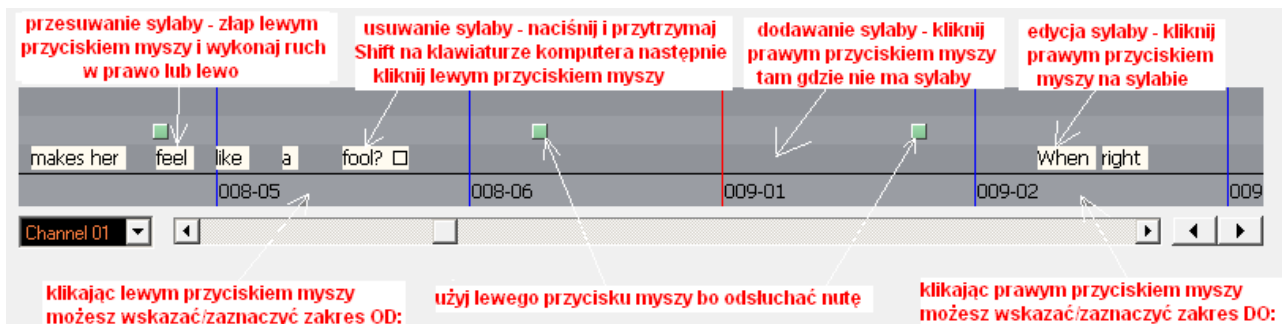 przesuwanie sylaby - złap lewym
przyciskiem myszy i wykonaj ruch
w prawo lub lewo
usuwanie sylaby - naciśnij i przytrzymaj
Shift na klawiaturze komputera następnie
kliknij lewym przyciskiem myszy
dodawanie sylaby - kliknij
prawym przyciskiem myszy
tam gdzie nie ma sylaby
edycja sylaby - kliknij
prawym przyciskiem
myszy na sylabie
makes her feel like a fool? □ When right
008-05 008-06 009-01 009-02 009
Channel 01
klikając lewym przyciskiem myszy
możesz wskazać/zaznaczyć zakres OD:
użyj lewego przycisku myszy bo odsłuchać nutę
klikając prawym przyciskiem myszy
możesz wskazać/zaznaczyć zakres DO: